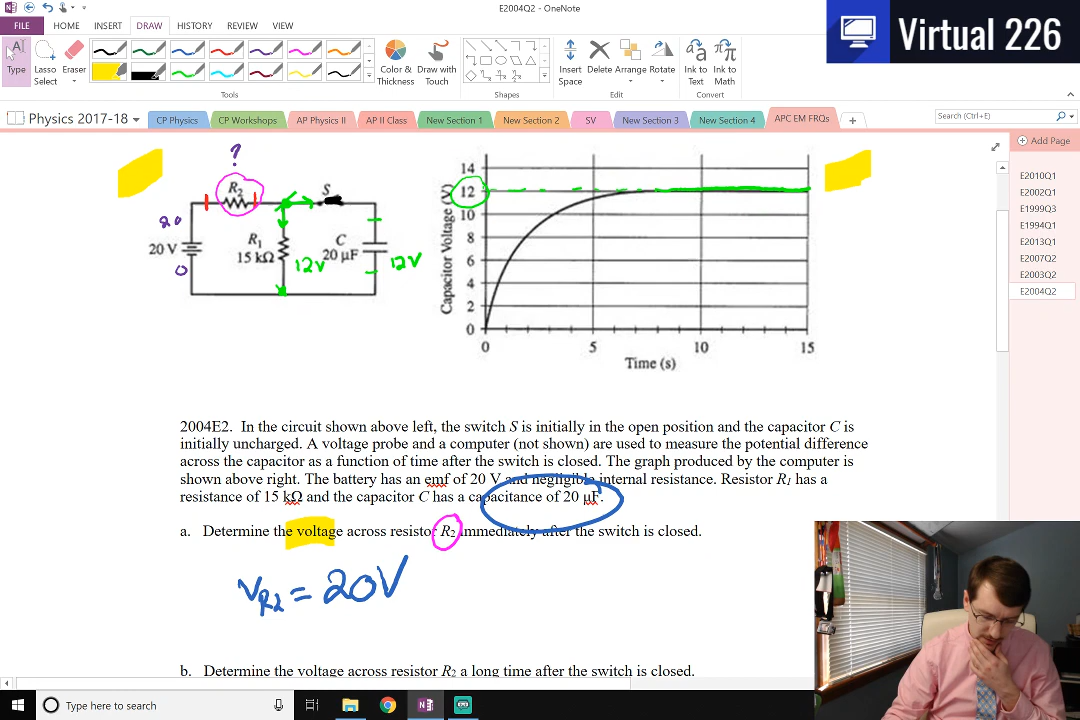 E2004Q2 - OneNote
FILE HOME INSERT DRAW HISTORY REVIEW VIEW
Virtual 226
Type Lasso Select Eraser Color & Thickness Draw with Touch Insert Space Delete Arrange Rotate Ink to Text Ink to Math
Tools Shapes Edit Convert
Physics 2017-18 CP Physics CP Workshops AP Physics II AP II Class New Section 1 New Section 2 SV New Section 3 New Section 4 APC EM FRQs Search (Ctrl+E)
Add Page
E2010Q1
E2002Q1
E1999Q3
E1994Q1
E2013Q1
E2007Q2
E2003Q2
E2004Q2
?
R2
S
20
20 V
0
R1
15 kΩ
12V
C
20 µF
12V
Capacitor Voltage (V)
14
12
10
8
6
4
2
0
0 5 10 15
Time (s)
2004E2. In the circuit shown above left, the switch S is initially in the open position and the capacitor C is
initially uncharged. A voltage probe and a computer (not shown) are used to measure the potential difference
across the capacitor as a function of time after the switch is closed. The graph produced by the computer is
shown above right. The battery has an emf of 20 V and negligible internal resistance. Resistor R1 has a
resistance of 15 kΩ and the capacitor C has a capacitance of 20 µF.
a. Determine the voltage across resistor R2 immediately after the switch is closed.
VR2 = 20V
b. Determine the voltage across resistor R2 a long time after the switch is closed.
Type here to search